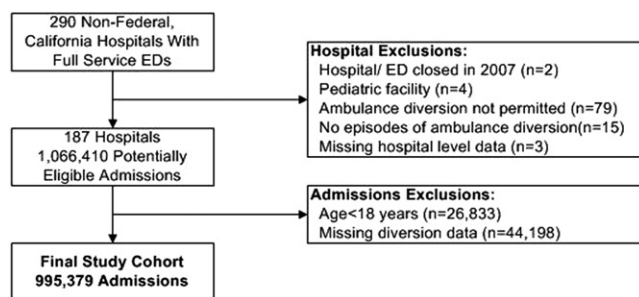 290 Non-Federal,
California Hospitals With
Full Service EDs
Hospital Exclusions:
Hospital/ ED closed in 2007 (n=2)
Pediatric facility (n=4)
Ambulance diversion not permitted (n=79)
No episodes of ambulance diversion(n=15)
Missing hospital level data (n=3)
187 Hospitals
1,066,410 Potentially
Eligible Admissions
Admissions Exclusions:
Age<18 years (n=26,833)
Missing diversion data (n=44,198)
Final Study Cohort
995,379 Admissions